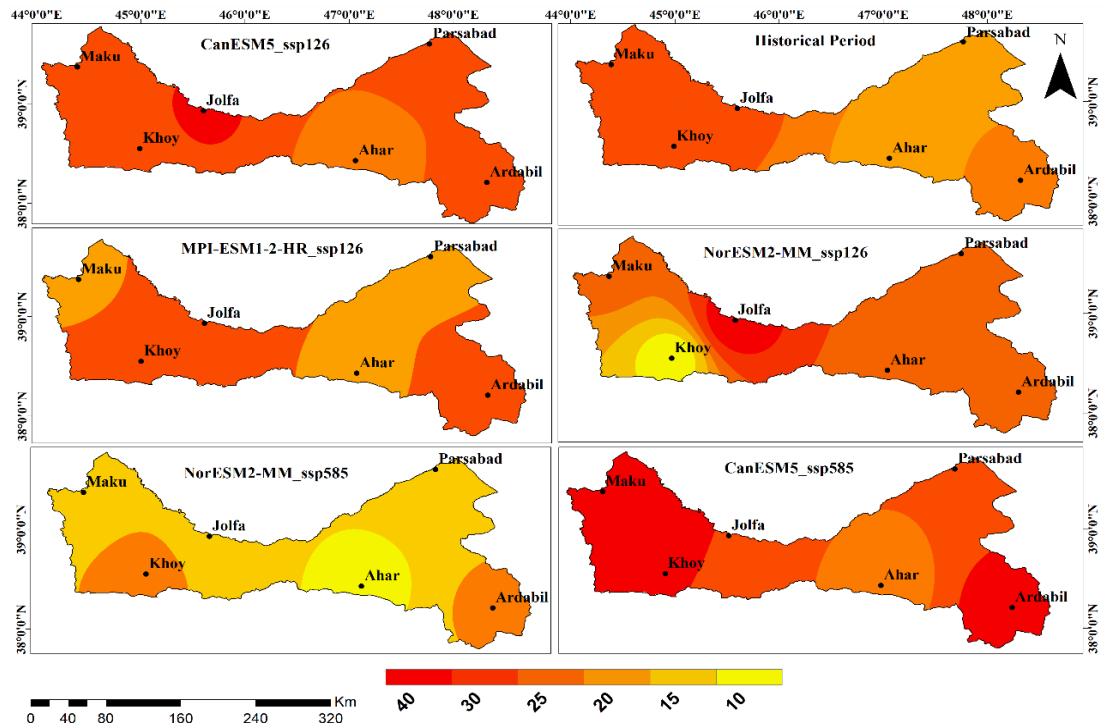 44°0'0"E 45°0'0"E 46°0'0"E 47°0'0"E 48°0'0"E
44°0'0"E 45°0'0"E 46°0'0"E 47°0'0"E 48°0'0"E
CanESM5_ssp126
Maku
Parsabad
Jolfa
Khoy
Ahar
Ardabil
39°0'0"N
38°0'0"N
Historical Period
N
Maku
Parsabad
Jolfa
Khoy
Ahar
Ardabil
39°0'0"N
38°0'0"N
MPI-ESM1-2-HR_ssp126
Maku
Parsabad
Jolfa
Khoy
Ahar
Ardabil
39°0'0"N
38°0'0"N
NorESM2-MM_ssp126
Maku
Parsabad
Jolfa
Khoy
Ahar
Ardabil
39°0'0"N
38°0'0"N
NorESM2-MM_ssp585
Maku
Parsabad
Jolfa
Khoy
Ahar
Ardabil
39°0'0"N
38°0'0"N
CanESM5_ssp585
Maku
Parsabad
Jolfa
Khoy
Ahar
Ardabil
39°0'0"N
38°0'0"N
Km
0 20 40 80 160 240 320
40 30 25 20 15 10